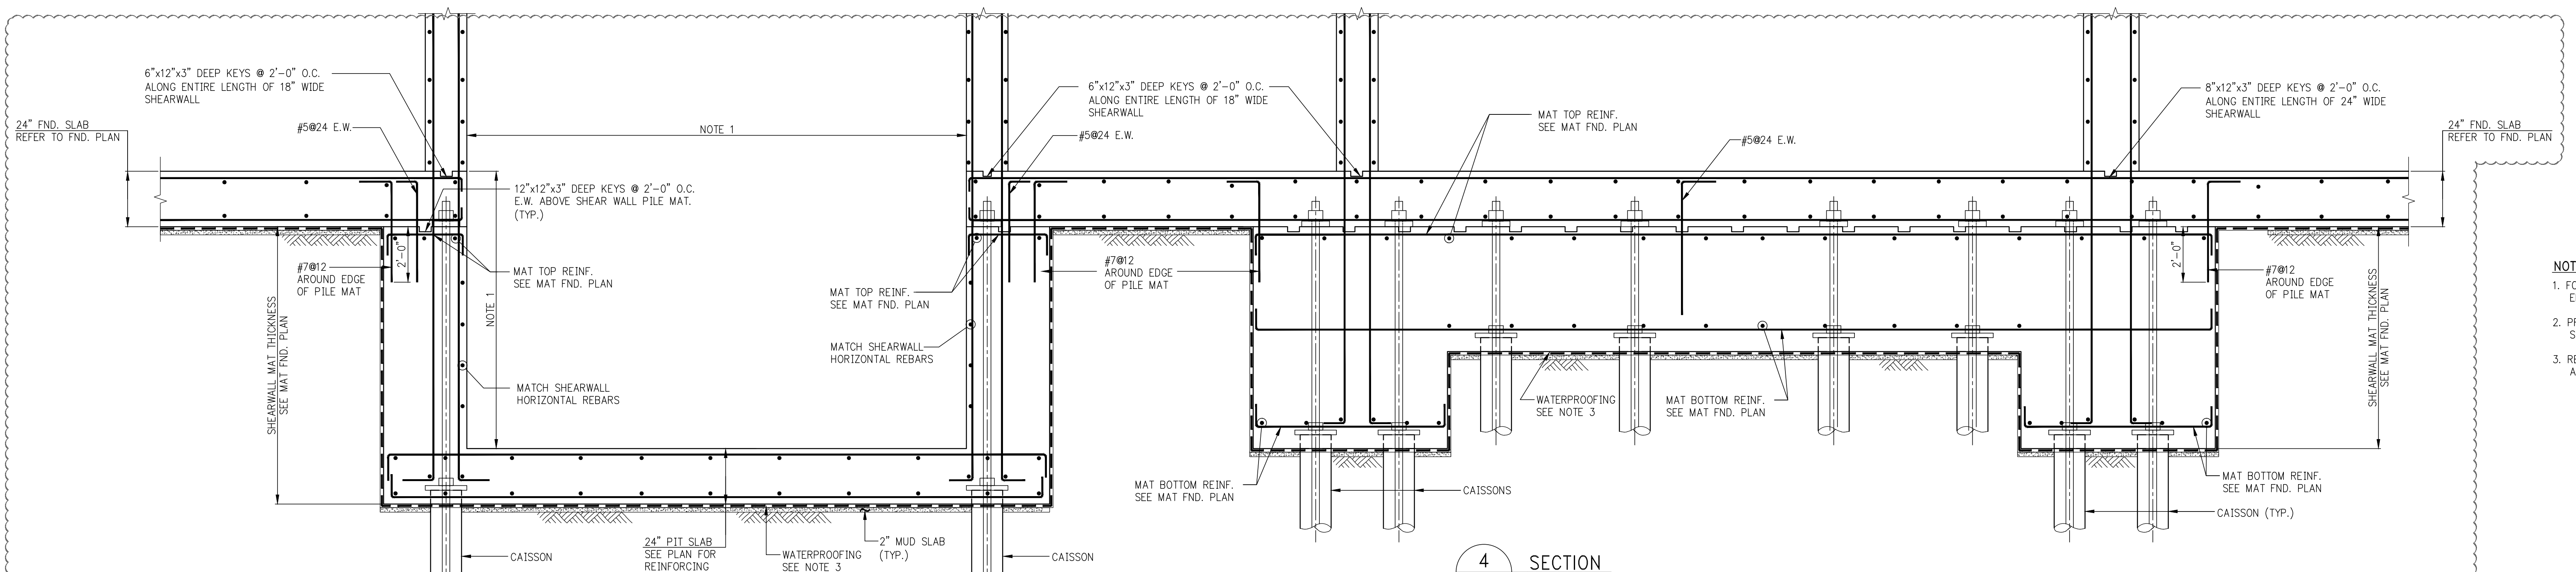 6"x12"x3" DEEP KEYS @ 2'-0" O.C.
ALONG ENTIRE LENGTH OF 18" WIDE
SHEARWALL
24" FND. SLAB
REFER TO FND. PLAN
#5@24 E.W.
NOTE 1
12"x12"x3" DEEP KEYS @ 2'-0" O.C.
E.W. ABOVE SHEAR WALL PILE MAT.
(TYP.)
6"x12"x3" DEEP KEYS @ 2'-0" O.C.
ALONG ENTIRE LENGTH OF 18" WIDE
SHEARWALL
#5@24 E.W.
MAT TOP REINF.
SEE MAT FND. PLAN
#5@24 E.W.
8"x12"x3" DEEP KEYS @ 2'-0" O.C.
ALONG ENTIRE LENGTH OF 24" WIDE
SHEARWALL
24" FND. SLAB
REFER TO FND. PLAN
2'-0"
#7@12
AROUND EDGE
OF PILE MAT
MAT TOP REINF.
SEE MAT FND. PLAN
NOTE 1
SHEARWALL MAT THICKNESS
SEE MAT FND. PLAN
MATCH SHEARWALL
HORIZONTAL REBARS
MAT TOP REINF.
SEE MAT FND. PLAN
MATCH SHEARWALL
HORIZONTAL REBARS
#7@12
AROUND EDGE
OF PILE MAT
2'-0"
#7@12
AROUND EDGE
OF PILE MAT
SHEARWALL MAT THICKNESS
SEE MAT FND. PLAN
WATERPROOFING
SEE NOTE 3
MAT BOTTOM REINF.
SEE MAT FND. PLAN
MAT BOTTOM REINF.
SEE MAT FND. PLAN
CAISSONS
MAT BOTTOM REINF.
SEE MAT FND. PLAN
CAISSON (TYP.)
CAISSON
24" PIT SLAB
SEE PLAN FOR
REINFORCING
WATERPROOFING
SEE NOTE 3
2" MUD SLAB
(TYP.)
CAISSON
4 SECTION
NOT
1. FO
E
2. PR
S
3. RE
A